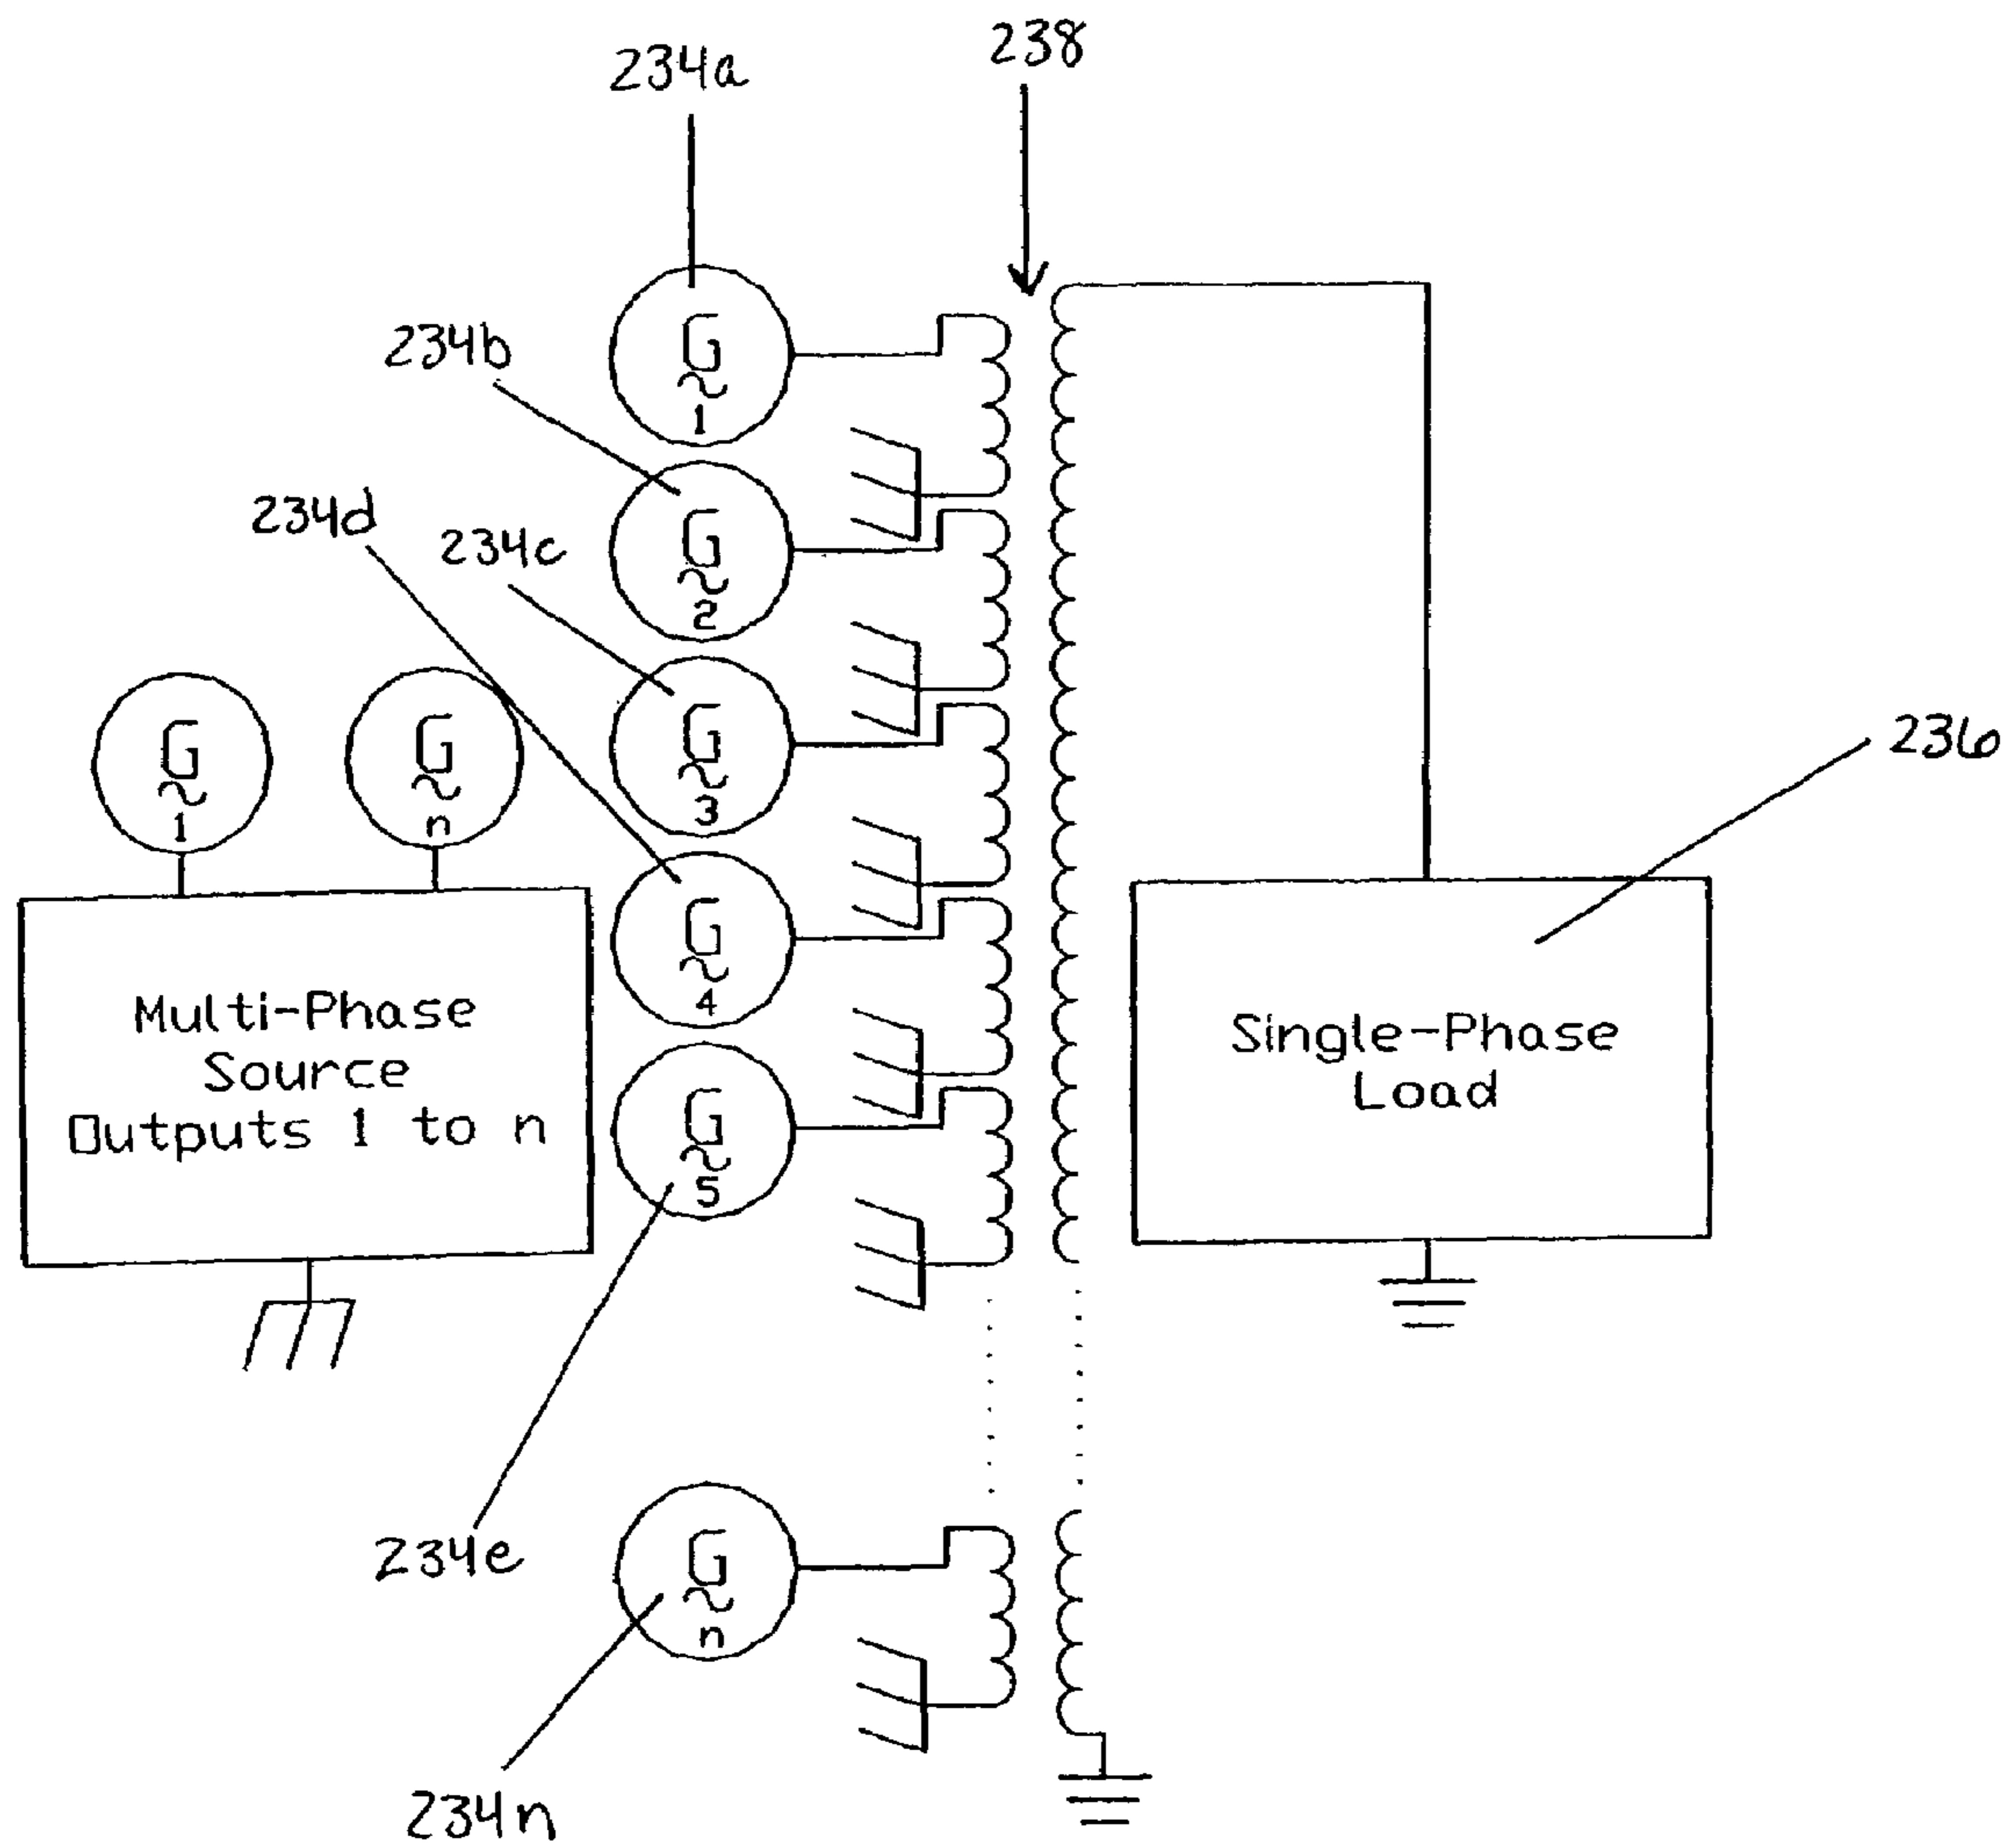 234a
238
234b
G
1
234d
234c
G
2
G
1
G
n
G
3
236
G
4
Multi-Phase
Source
Outputs 1 to n
Single-Phase
Load
G
5
234e
G
n
234n